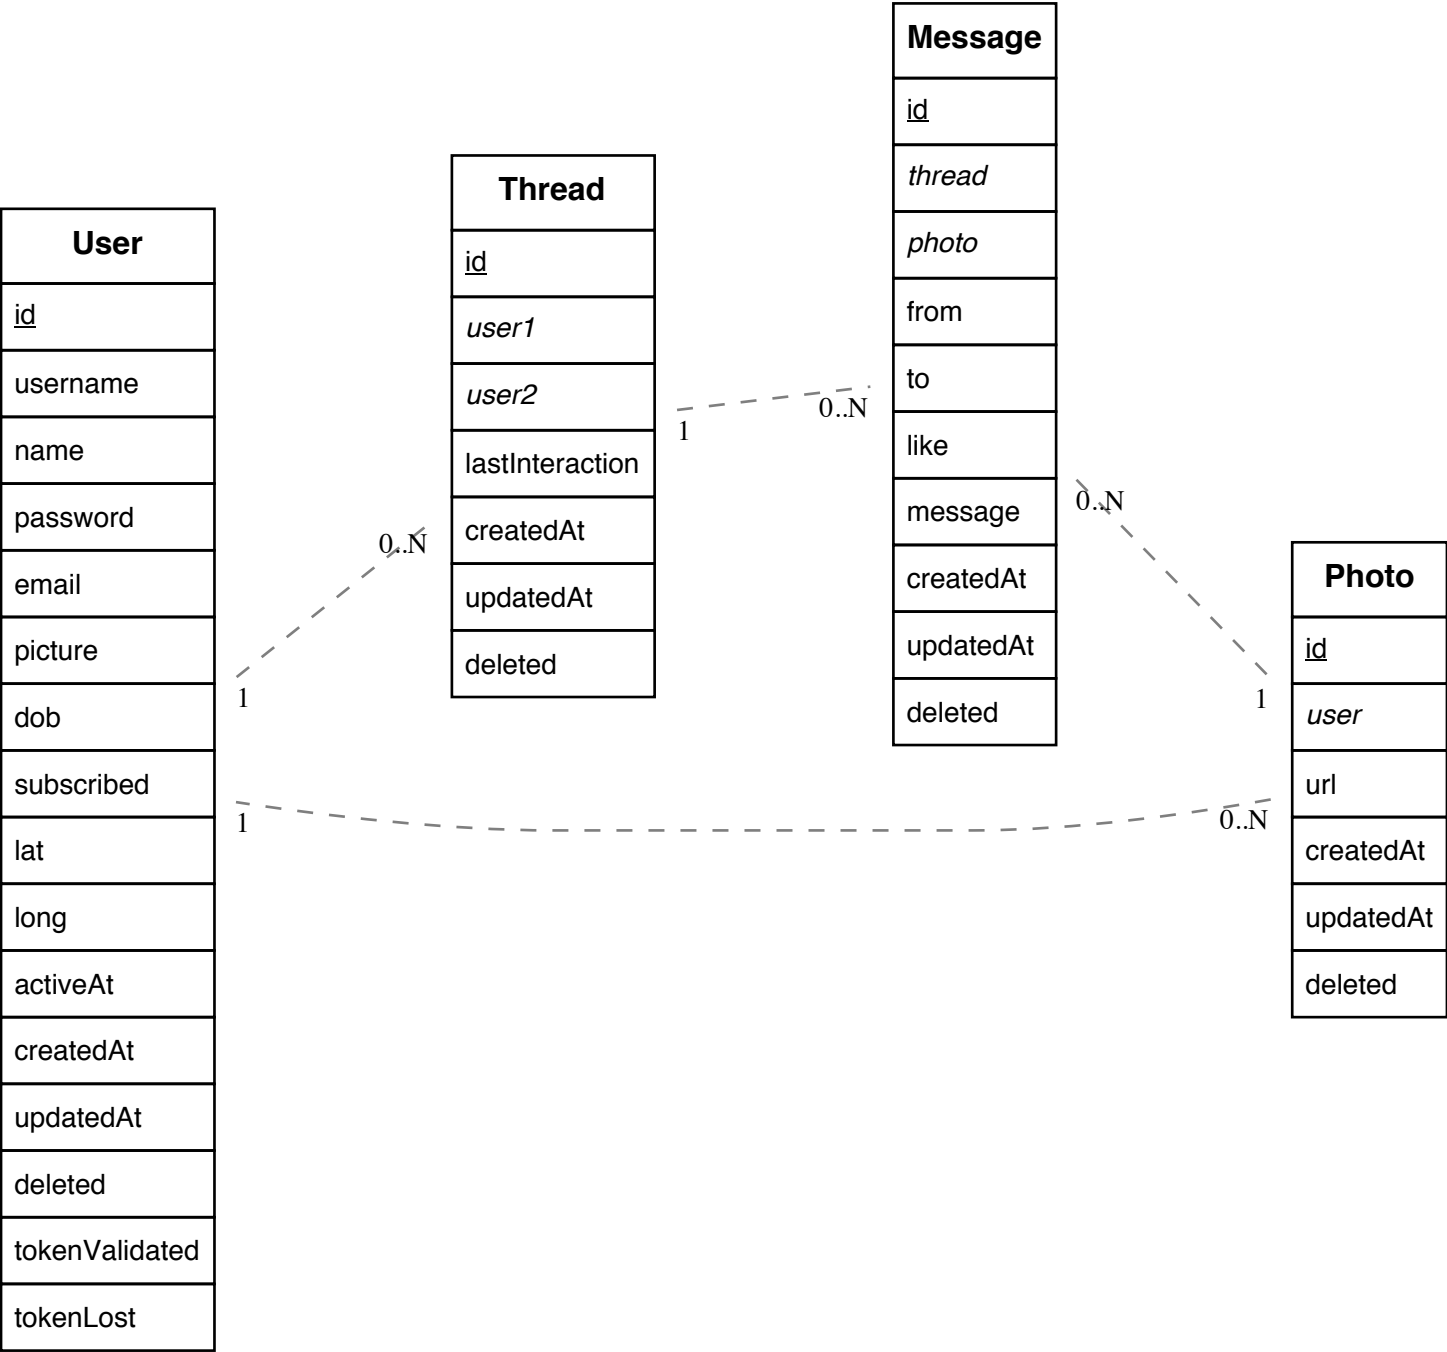 User
id
username
name
password
email
picture
dob
subscribed
lat
long
activeAt
createdAt
updatedAt
deleted
tokenValidated
tokenLost
Thread
id
user1
user2
lastInteraction
createdAt
updatedAt
deleted
Message
id
thread
photo
from
to
like
message
createdAt
updatedAt
deleted
Photo
id
user
url
createdAt
updatedAt
deleted
0..N
1
1
0..N
0..N
1
1
0..N